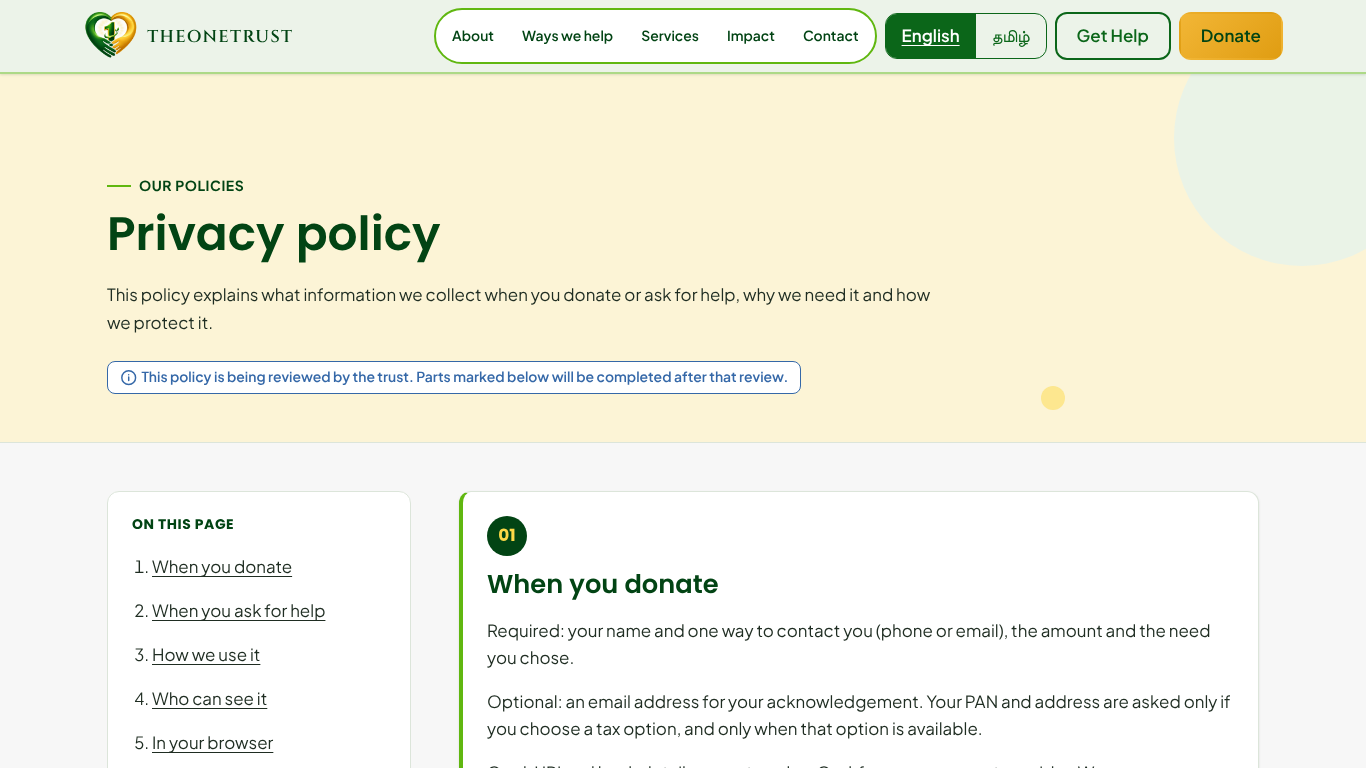 THEONETRUST
About
Ways we help
Services
Impact
Contact
English
தமிழ்
Get Help
Donate
OUR POLICIES
Privacy policy
This policy explains what information we collect when you donate or ask for help, why we need it and how
we protect it.
This policy is being reviewed by the trust. Parts marked below will be completed after that review.
ON THIS PAGE
1. When you donate
2. When you ask for help
3. How we use it
4. Who can see it
5. In your browser
01
When you donate
Required: your name and one way to contact you (phone or email), the amount and the need
you chose.
Optional: an email address for your acknowledgement. Your PAN and address are asked only if
you choose a tax option, and only when that option is available.